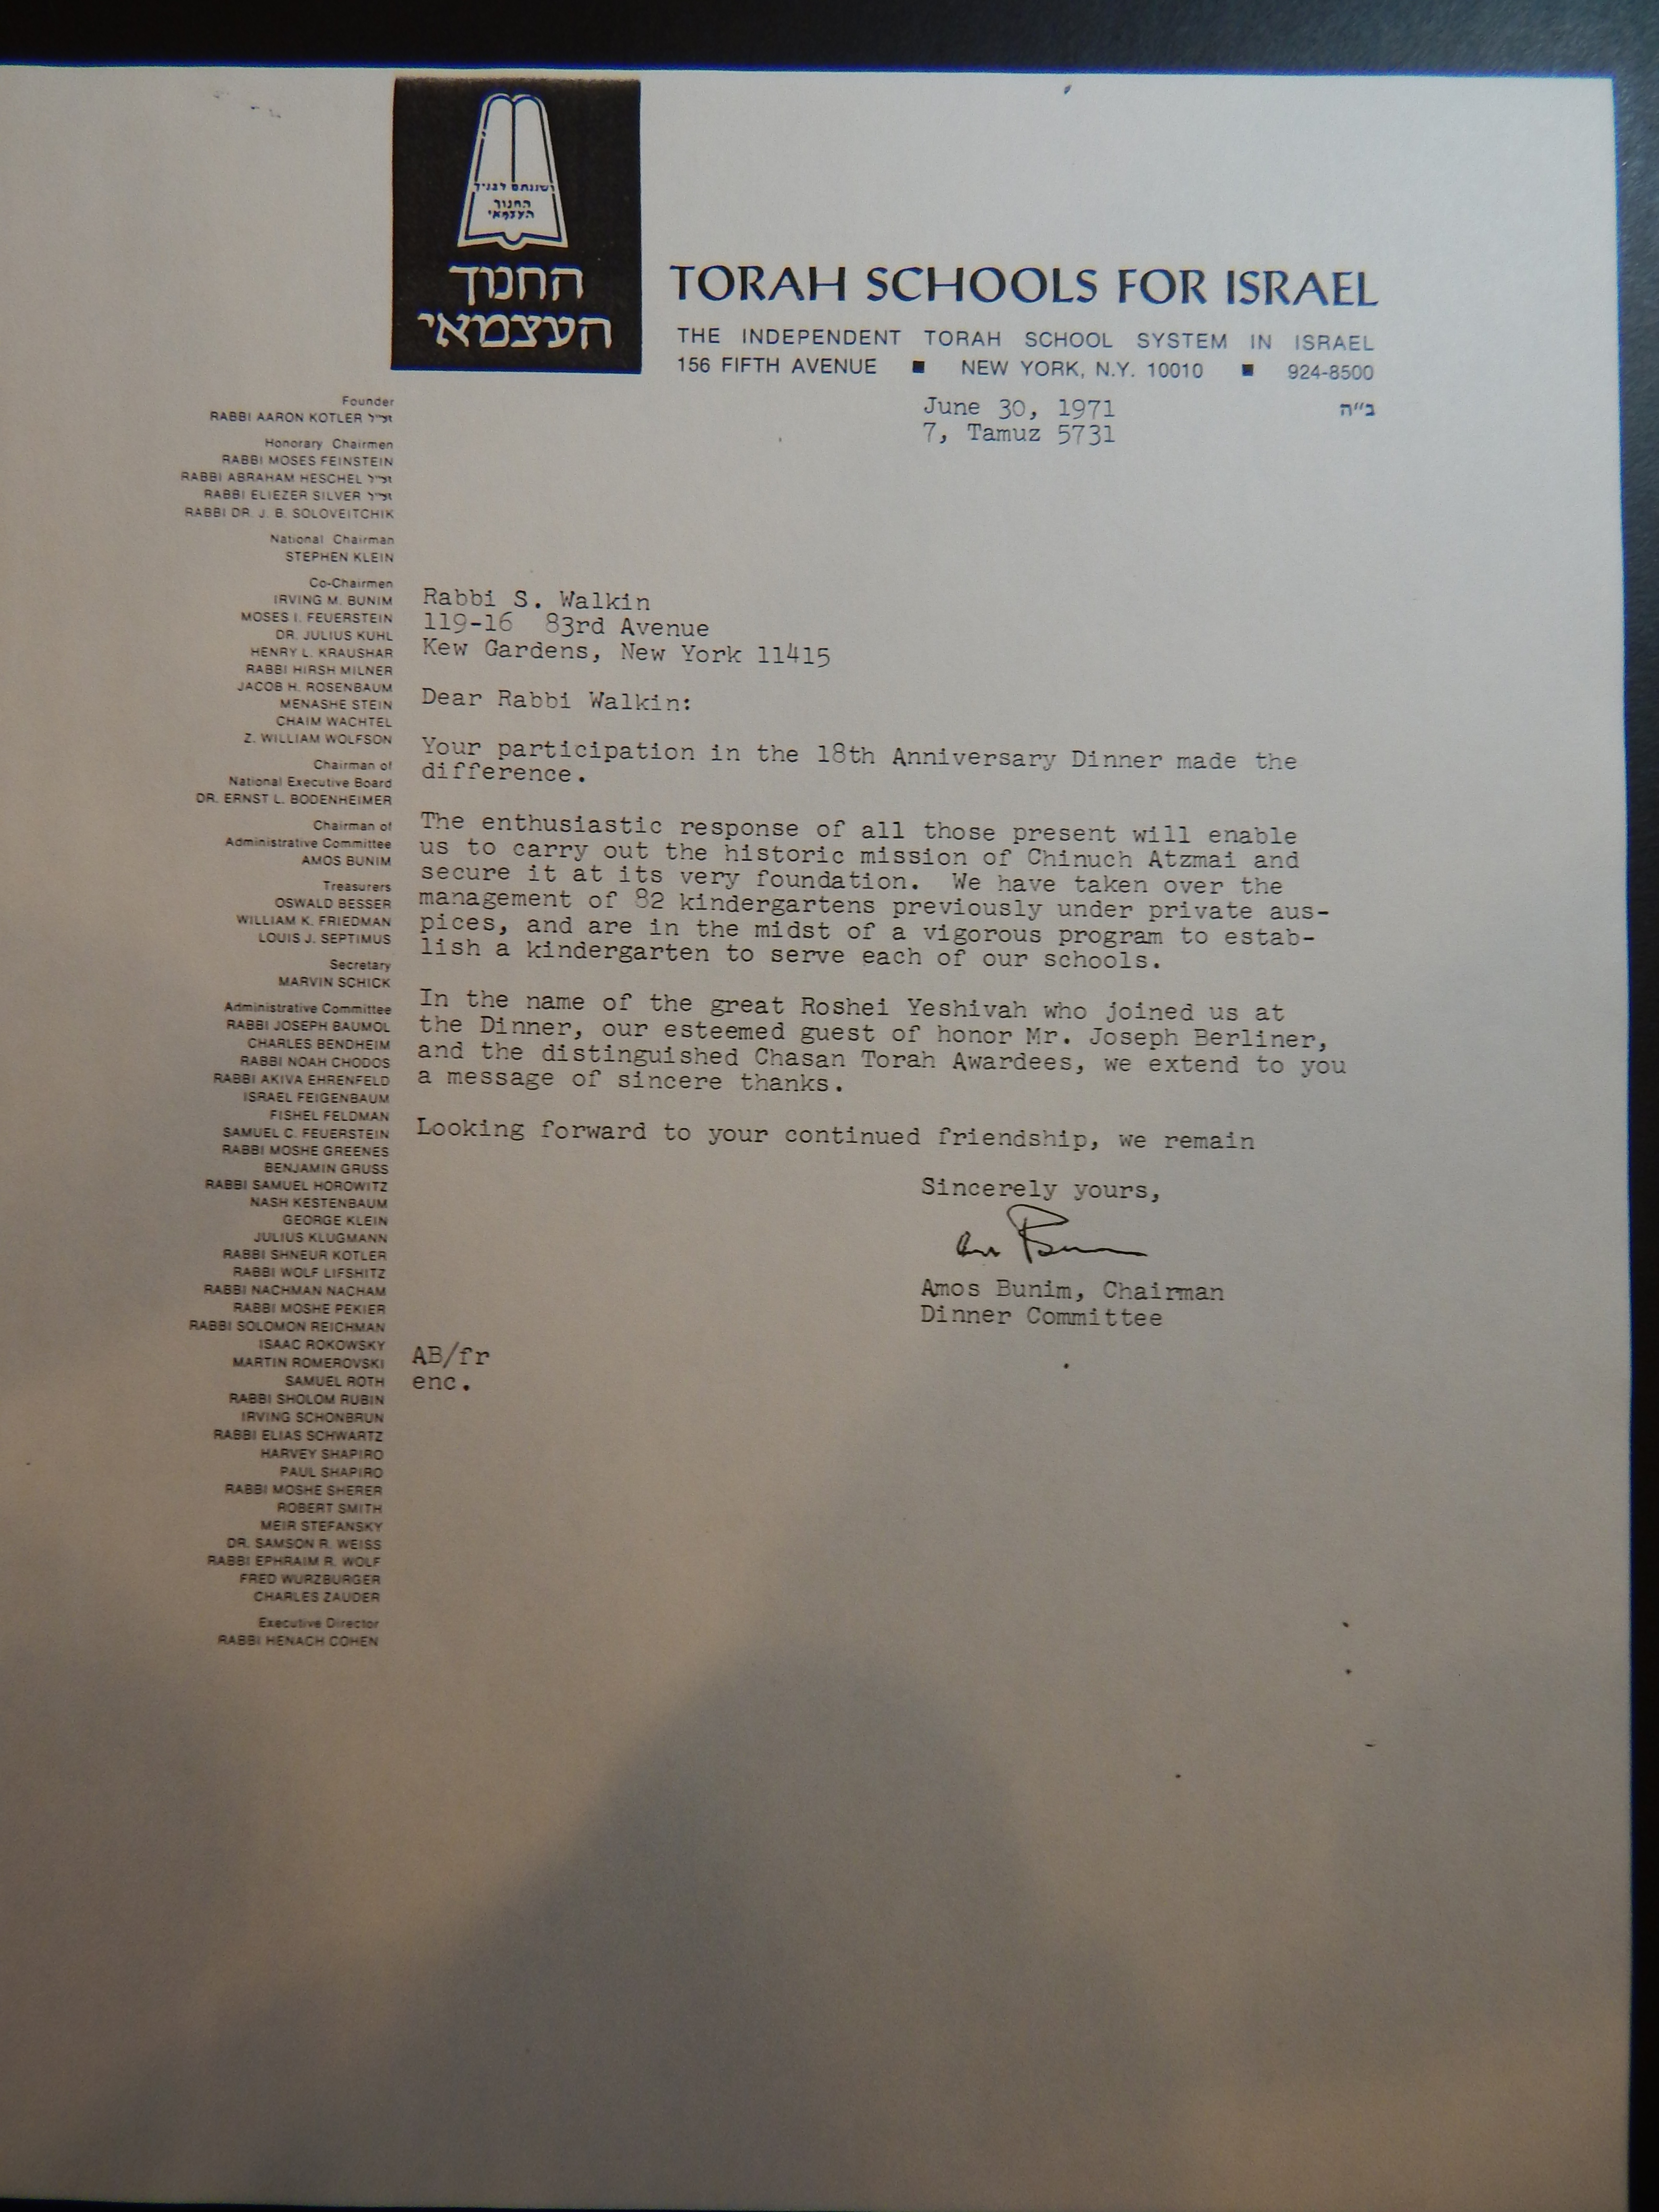 ושננתם לבניך
החנוך
העצמאי
החנוך
העצמאי
TORAH SCHOOLS FOR ISRAEL
THE INDEPENDENT TORAH SCHOOL SYSTEM IN ISRAEL
156 FIFTH AVENUE ■ NEW YORK, N.Y. 10010 ■ 924-8500
ב״ה
June 30, 1971
7, Tamuz 5731
Founder
RABBI AARON KOTLER זצ״ל
Honorary Chairmen
RABBI MOSES FEINSTEIN
RABBI ABRAHAM HESCHEL זצ״ל
RABBI ELIEZER SILVER זצ״ל
RABBI DR. J. B. SOLOVEITCHIK
National Chairman
STEPHEN KLEIN
Co-Chairmen
IRVING M. BUNIM
MOSES I. FEUERSTEIN
DR. JULIUS KUHL
HENRY L. KRAUSHAR
RABBI HIRSH MILNER
JACOB H. ROSENBAUM
MENASHE STEIN
CHAIM WACHTEL
Z. WILLIAM WOLFSON
Chairman of
National Executive Board
DR. ERNST L. BODENHEIMER
Chairman of
Administrative Committee
AMOS BUNIM
Treasurers
OSWALD BESSER
WILLIAM K. FRIEDMAN
LOUIS J. SEPTIMUS
Secretary
MARVIN SCHICK
Administrative Committee
RABBI JOSEPH BAUMOL
CHARLES BENDHEIM
RABBI NOAH CHODOS
RABBI AKIVA EHRENFELD
ISRAEL FEIGENBAUM
FISHEL FELDMAN
SAMUEL C. FEUERSTEIN
RABBI MOSHE GREENES
BENJAMIN GRUSS
RABBI SAMUEL HOROWITZ
NASH KESTENBAUM
GEORGE KLEIN
JULIUS KLUGMANN
RABBI SHNEUR KOTLER
RABBI WOLF LIFSHITZ
RABBI NACHMAN NACHAM
RABBI MOSHE PEKIER
RABBI SOLOMON REICHMAN
ISAAC ROKOWSKY
MARTIN ROMEROVSKI
SAMUEL ROTH
RABBI SHOLOM RUBIN
IRVING SCHONBRUN
RABBI ELIAS SCHWARTZ
HARVEY SHAPIRO
PAUL SHAPIRO
RABBI MOSHE SHERER
ROBERT SMITH
MEIR STEFANSKY
DR. SAMSON R. WEISS
RABBI EPHRAIM R. WOLF
FRED WURZBURGER
CHARLES ZAUDER
Executive Director
RABBI HENACH COHEN
Rabbi S. Walkin
119-16 83rd Avenue
Kew Gardens, New York 11415
Dear Rabbi Walkin:
Your participation in the 18th Anniversary Dinner made the
difference.
The enthusiastic response of all those present will enable
us to carry out the historic mission of Chinuch Atzmai and
secure it at its very foundation. We have taken over the
management of 82 kindergartens previously under private aus-
pices, and are in the midst of a vigorous program to estab-
lish a kindergarten to serve each of our schools.
In the name of the great Roshei Yeshivah who joined us at
the Dinner, our esteemed guest of honor Mr. Joseph Berliner,
and the distinguished Chasan Torah Awardees, we extend to you
a message of sincere thanks.
Looking forward to your continued friendship, we remain
Sincerely yours,
Amos Bunim, Chairman
Dinner Committee
AB/fr
enc.